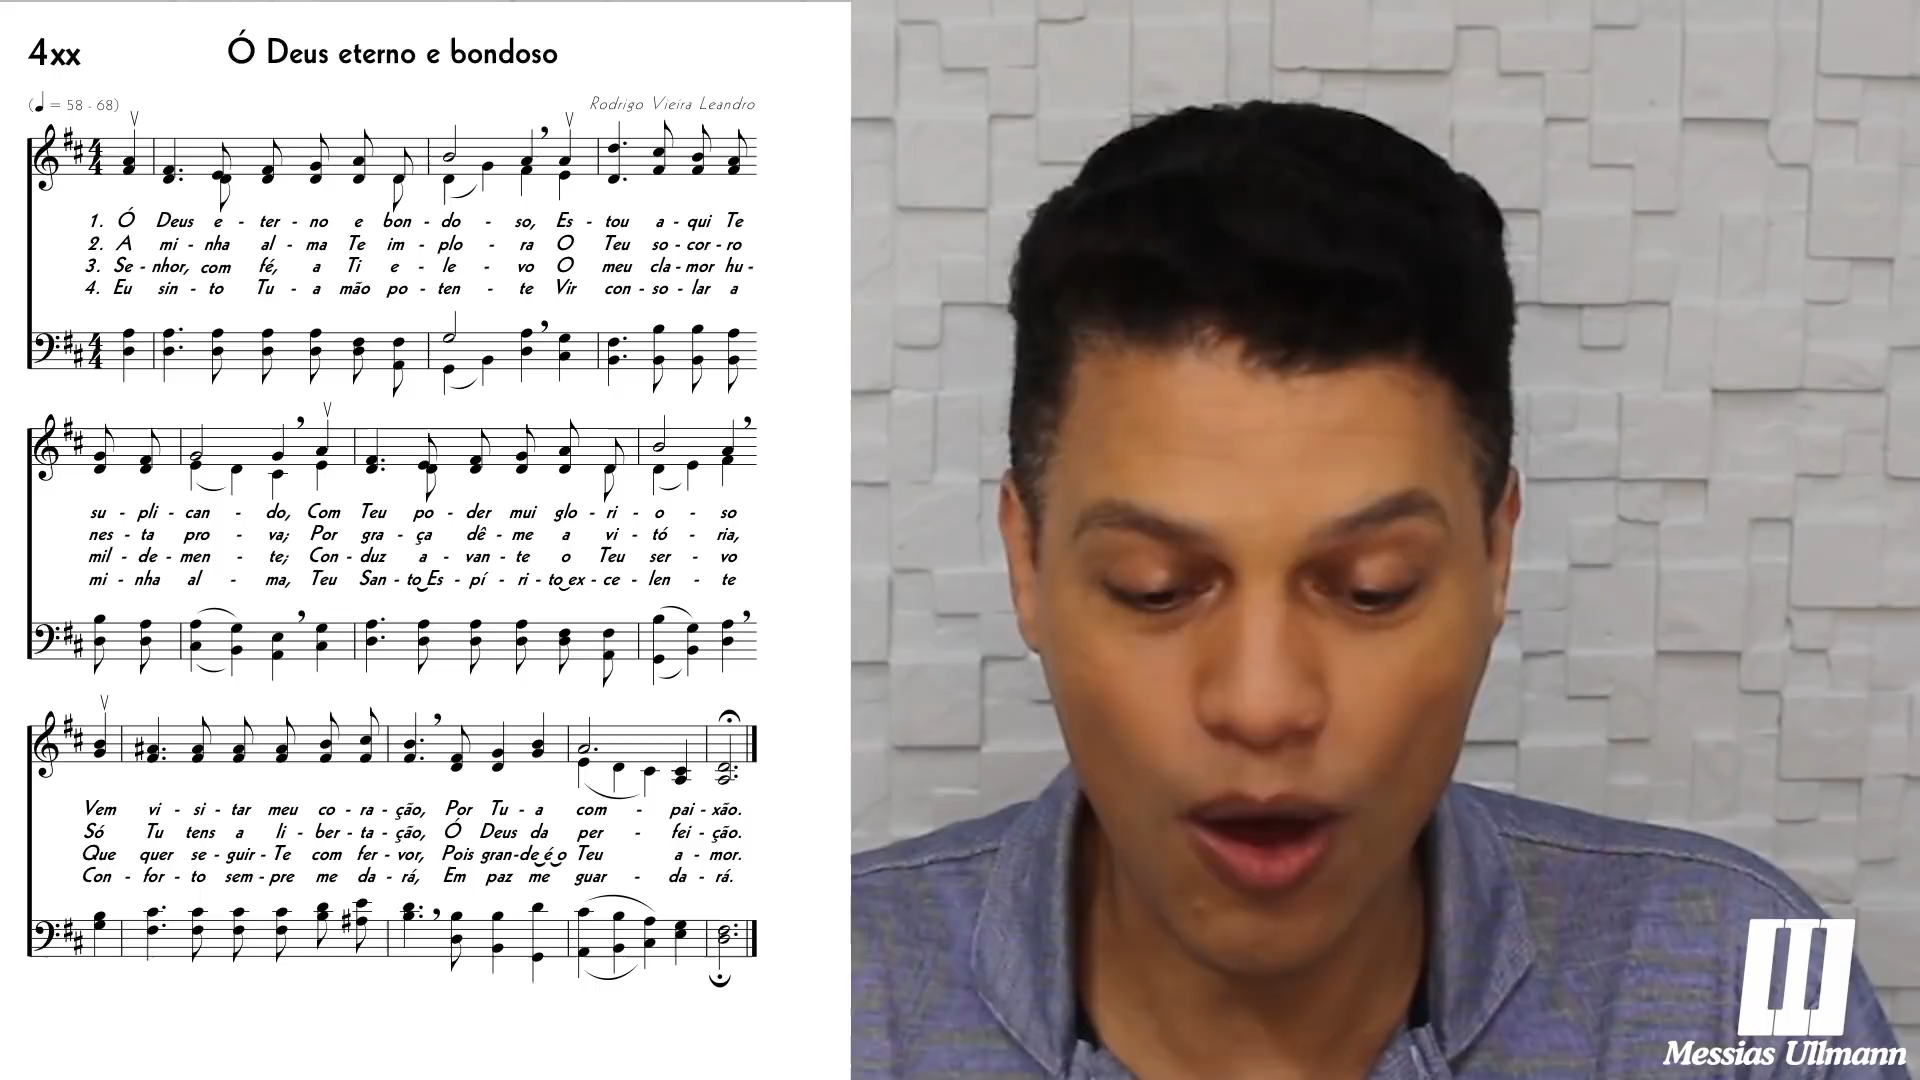 4xx
Ó Deus eterno e bondoso
(♩ = 58 - 68)
Rodrigo Vieira Leandro
1. Ó Deus e - ter - no e bon - do - so, Es - tou a - qui Te
2. A mi - nha al - ma Te im - plo - ra O Teu so - cor - ro
3. Se - nhor, com fé, a Ti e - le - vo O meu cla - mor hu -
4. Eu sin - to Tu - a mão po - ten - te Vir con - so - lar a
su - pli - can - do, Com Teu po - der mui glo - ri - o - so
nes - ta pro - va; Por gra - ça dê - me a vi - tó - ria,
mil - de - men - te; Con - duz a - van - te o Teu ser - vo
mi - nha al - ma, Teu San - to‿Es - pí - ri - to‿ex - ce - len - te
Vem vi - si - tar meu co - ra - ção, Por Tu - a com - pai - xão.
Só Tu tens a li - ber - ta - ção, Ó Deus da per - fei - ção.
Que quer se - guir - Te com fer - vor, Pois gran - de‿é‿o Teu a - mor.
Con - for - to sem - pre me da - rá, Em paz me guar - da - rá.
Messias Ullmann